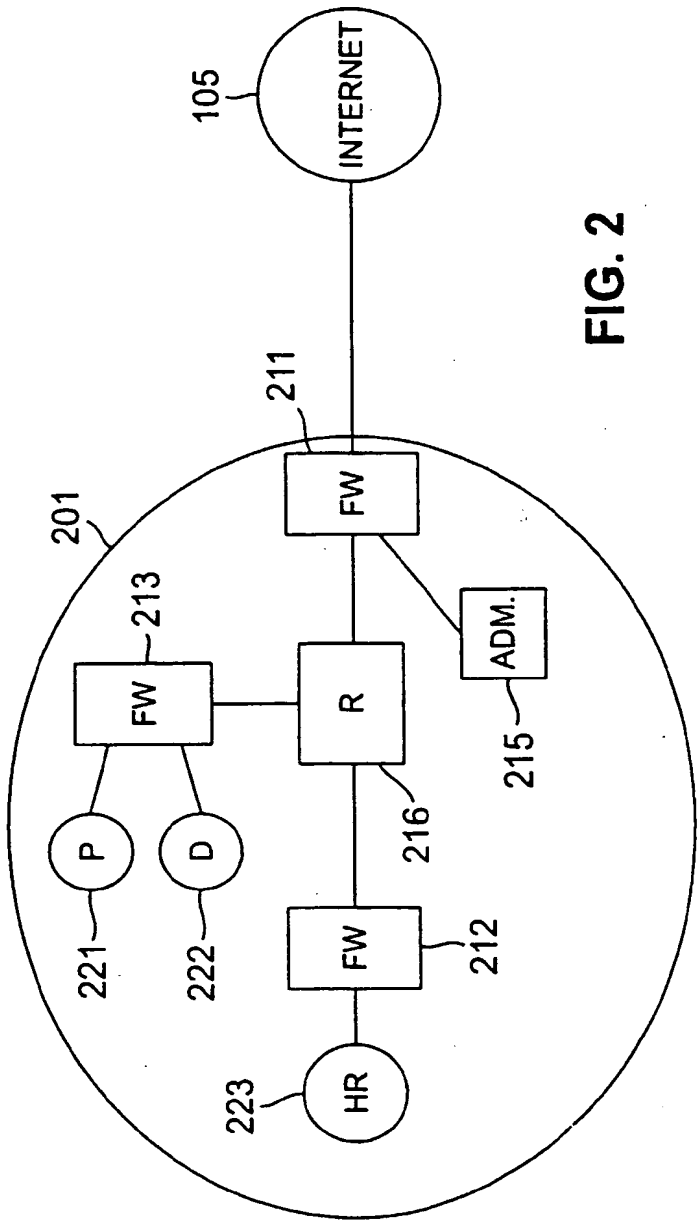 105
INTERNET
201
211
FW
213
FW
P
221
D
222
R
216
ADM.
215
FW
212
HR
223
FIG. 2